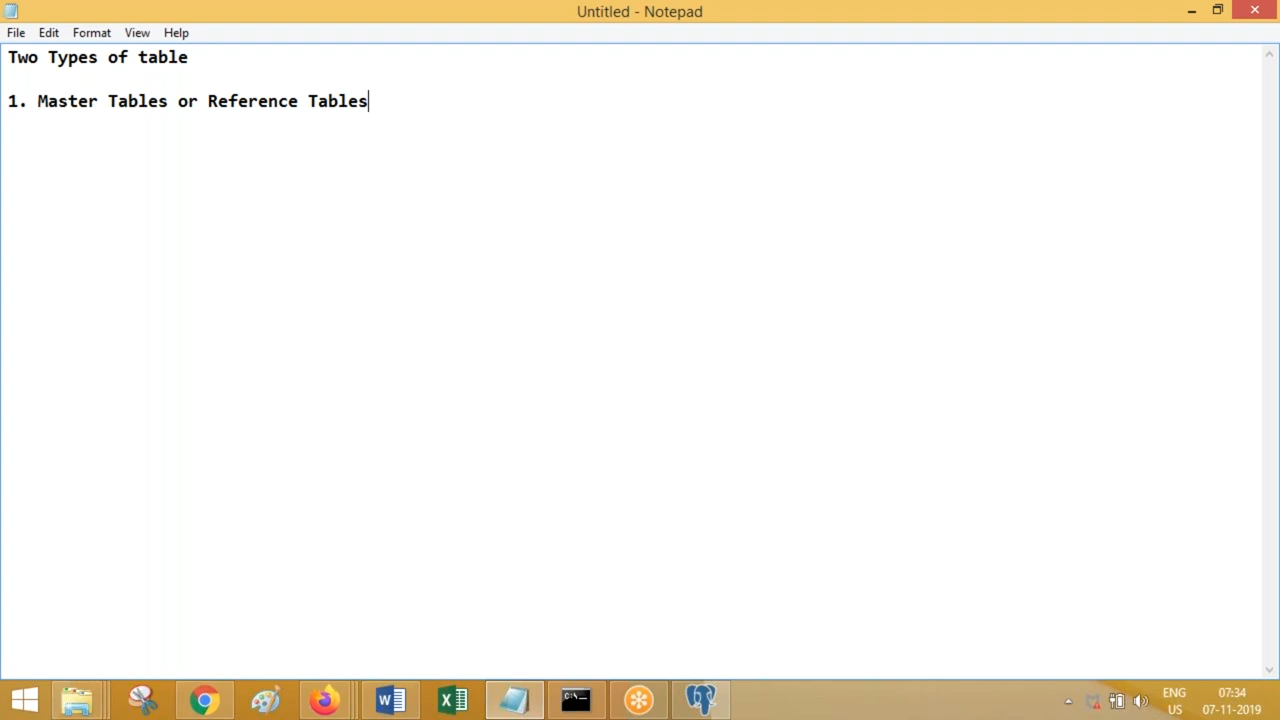 Untitled - Notepad
File Edit Format View Help
Two Types of table
1. Master Tables or Reference Tables
ENG 07:34
US 07-11-2019